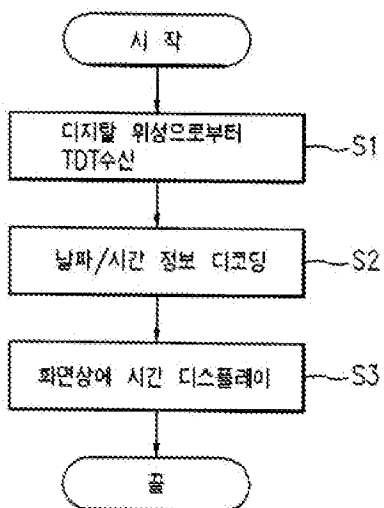 시 작
디지탈 위성으로부터
TDT수신
S1
날짜/시간 정보 디코딩
S2
화면상에 시간 디스플레이
S3
끝